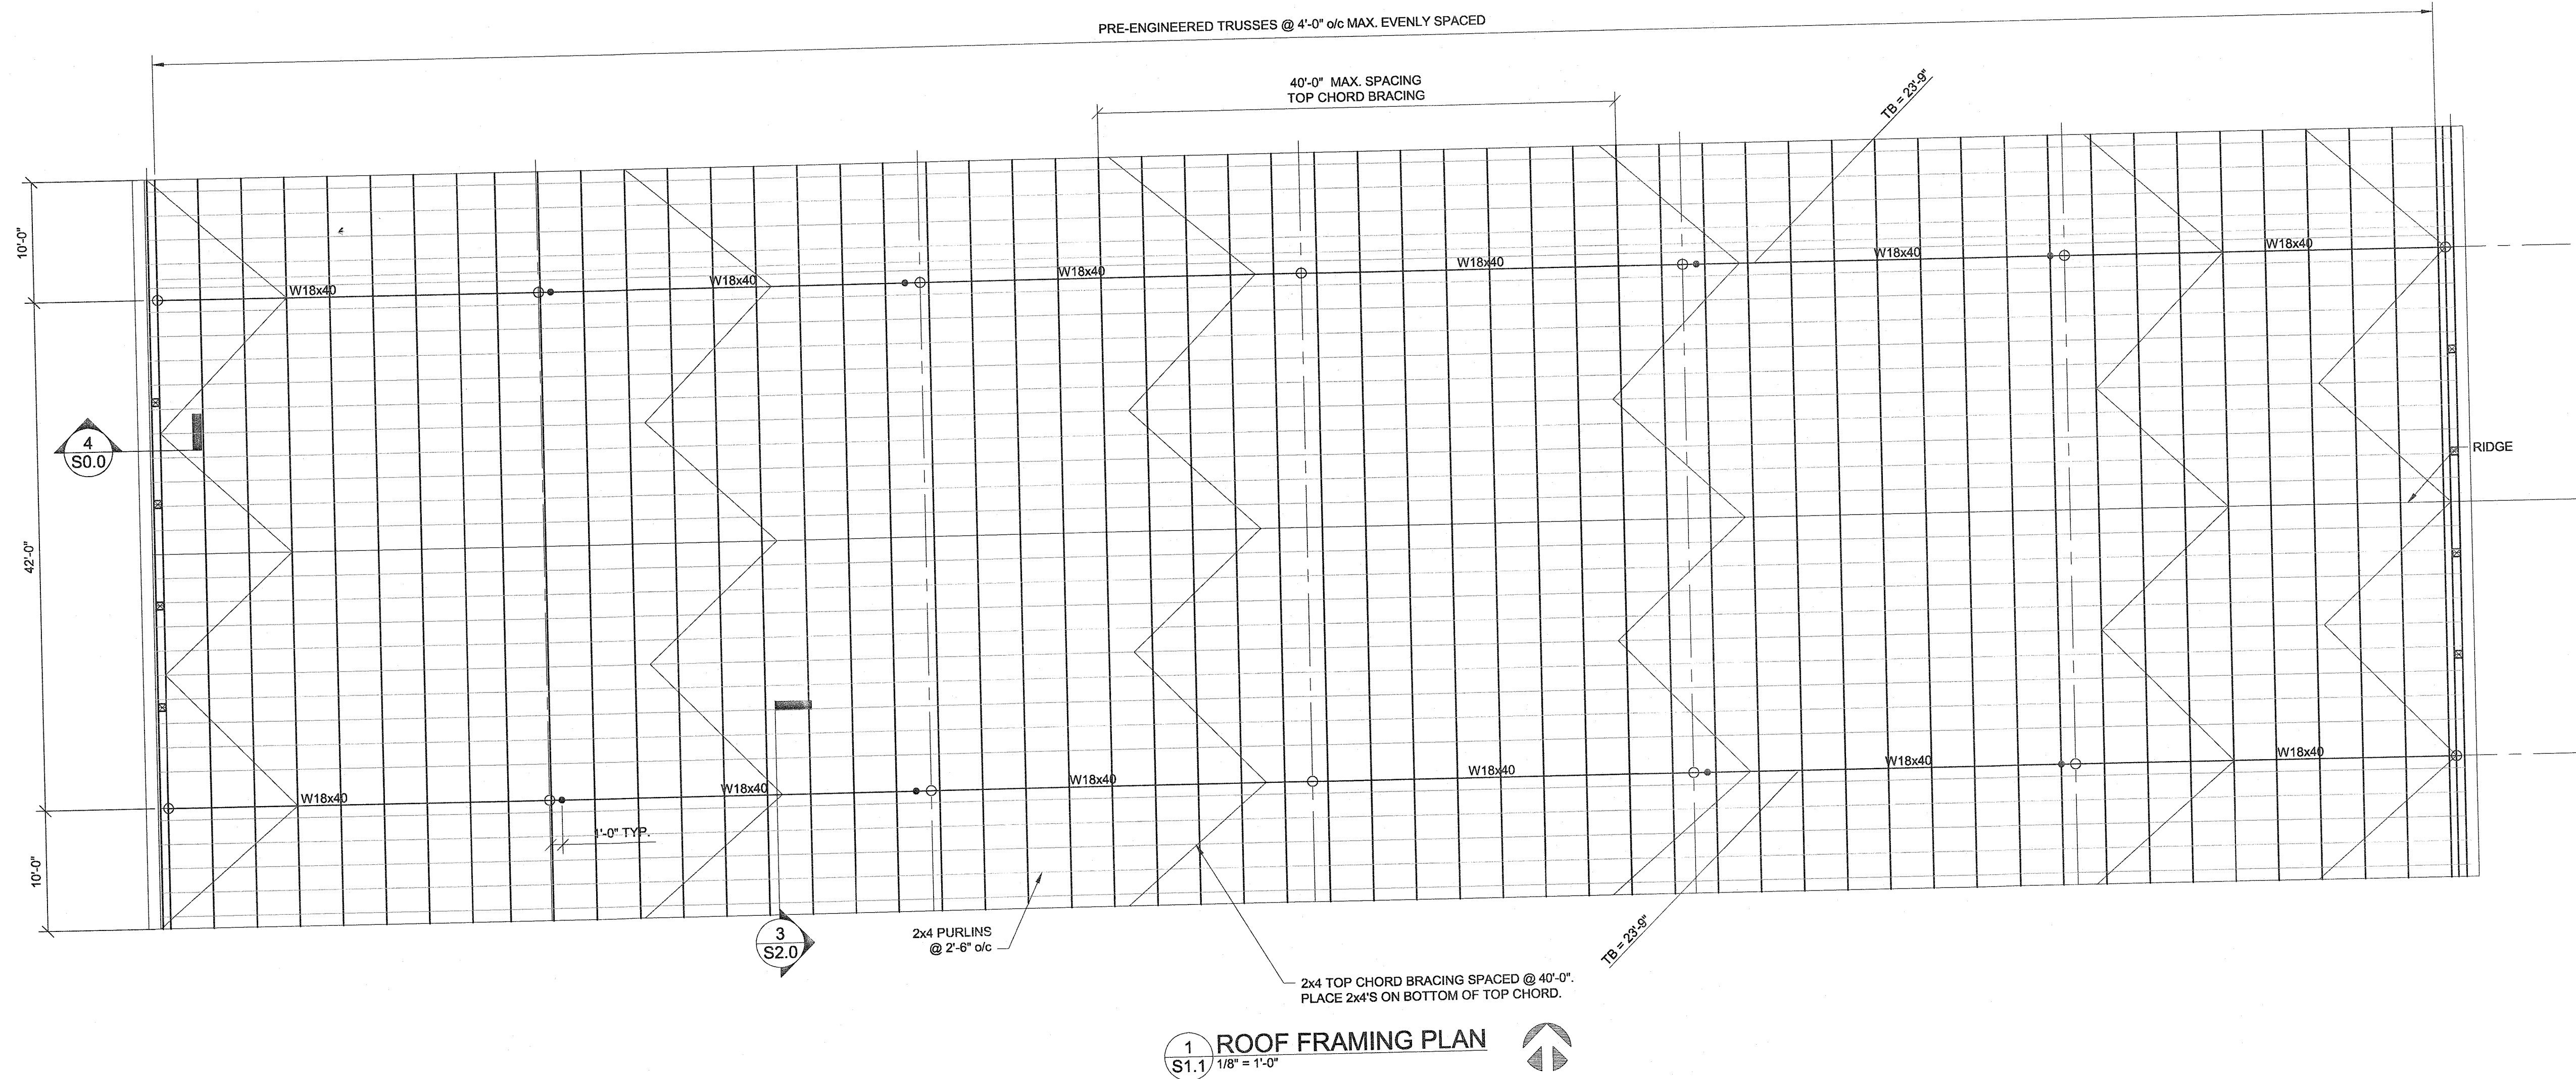 PRE-ENGINEERED TRUSSES @ 4'-0" o/c MAX. EVENLY SPACED
40'-0" MAX. SPACING
TOP CHORD BRACING
TB = 23'-9"
10'-0"
W18x40
W18x40
W18x40
W18x40
W18x40
W18x40
4
S0.0
RIDGE
42'-0"
W18x40
W18x40
W18x40
W18x40
W18x40
W18x40
1'-0" TYP.
10'-0"
3
S2.0
2x4 PURLINS
@ 2'-6" o/c
TB = 23'-9"
2x4 TOP CHORD BRACING SPACED @ 40'-0".
PLACE 2x4'S ON BOTTOM OF TOP CHORD.
1
S1.1
ROOF FRAMING PLAN
1/8" = 1'-0"